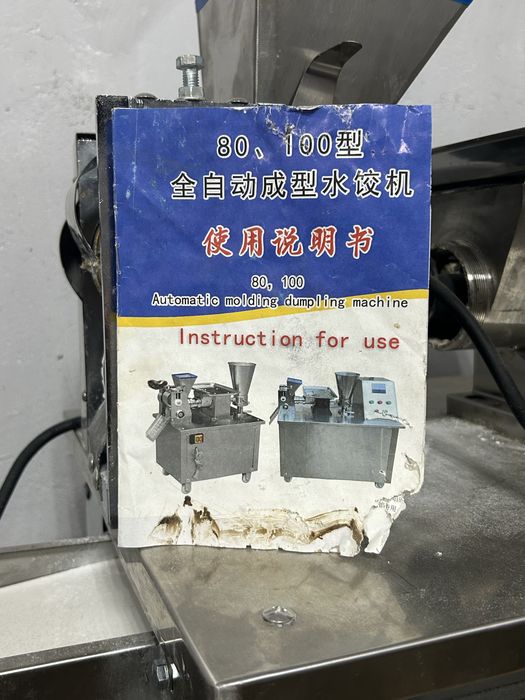 80、100型
全自动成型水饺机
使用说明书
80, 100
Automatic molding dumpling machine
Instruction for use